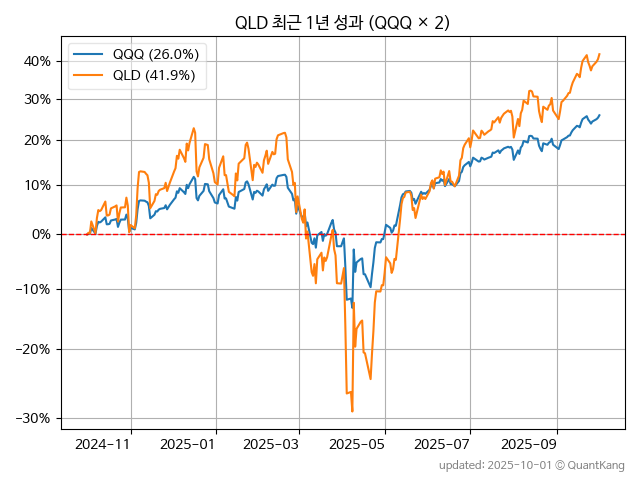 QLD 최근 1년 성과 (QQQ × 2)
QQQ (26.0%)
QLD (41.9%)
40%
30%
20%
10%
0%
−10%
−20%
−30%
2024-11 2025-01 2025-03 2025-05 2025-07 2025-09
updated: 2025-10-01 © QuantKang